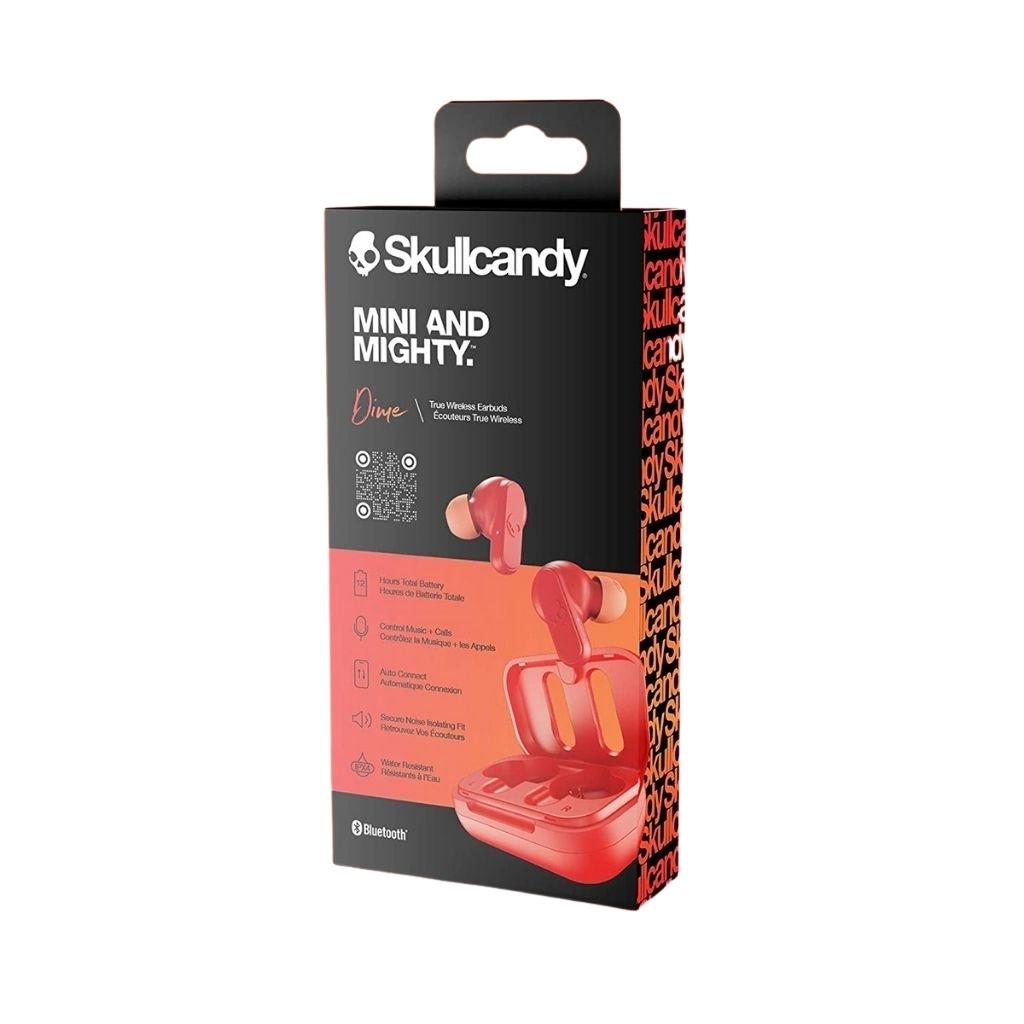 Skullcandy®
MINI AND
MIGHTY.™
Dime
True Wireless Earbuds
Écouteurs True Wireless
12
Hours Total Battery
Heures de Batterie Totale
Control Music + Calls
Contrôlez la Musique + les Appels
Auto Connect
Automatique Connexion
Secure Noise Isolating Fit
Retrouvez Vos Écouteurs
IPX4
Water Resistant
Résistants à l'Eau
L
R
Bluetooth®
Skullcandy